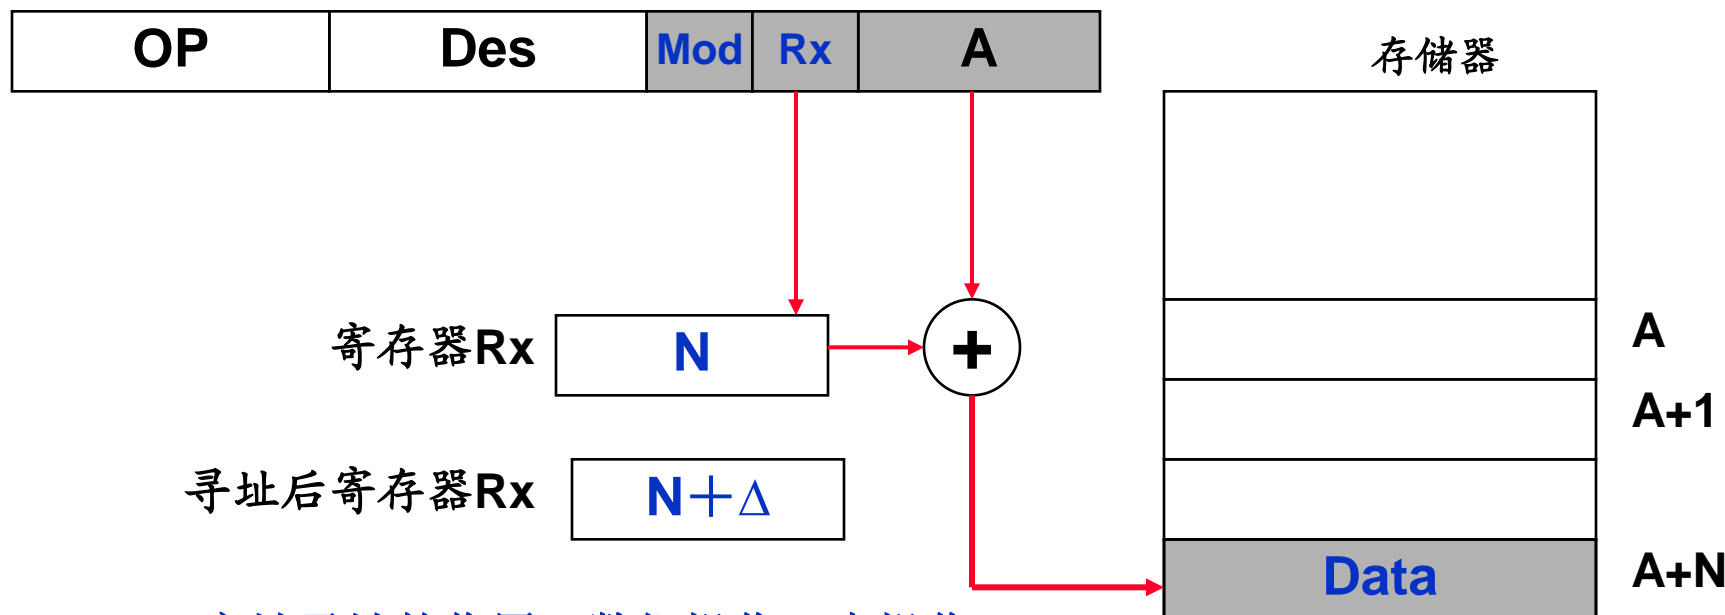 OP Des Mod Rx A
存储器
A
寄存器Rx N +
A+1
寻址后寄存器Rx N+Δ
Data A+N